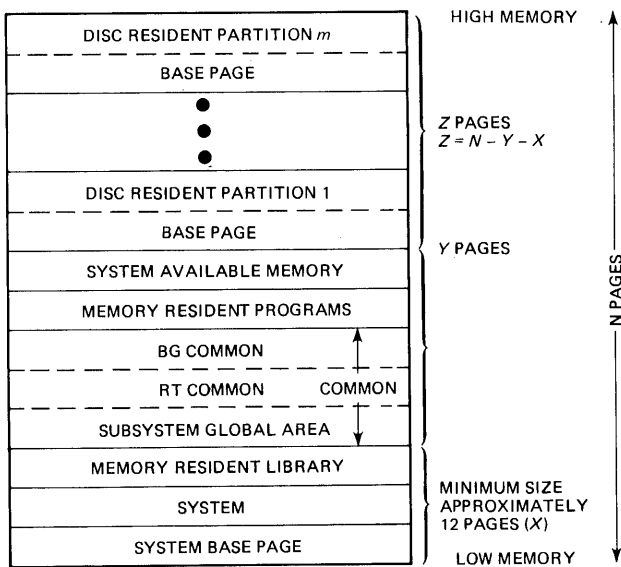 HIGH MEMORY
DISC RESIDENT PARTITION m
BASE PAGE
Z PAGES
Z = N – Y – X
DISC RESIDENT PARTITION 1
BASE PAGE
Y PAGES
SYSTEM AVAILABLE MEMORY
N PAGES
MEMORY RESIDENT PROGRAMS
BG COMMON
RT COMMON
COMMON
SUBSYSTEM GLOBAL AREA
MEMORY RESIDENT LIBRARY
MINIMUM SIZE
APPROXIMATELY
12 PAGES (X)
SYSTEM
SYSTEM BASE PAGE
LOW MEMORY